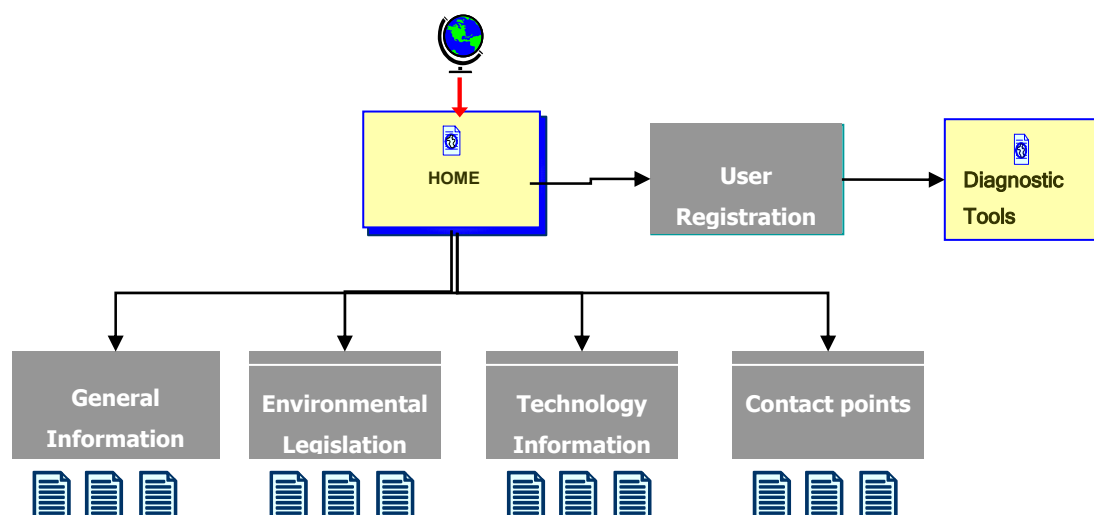 HOME
User
Registration
Diagnostic
Tools
General
Information
Environmental
Legislation
Technology
Information
Contact points